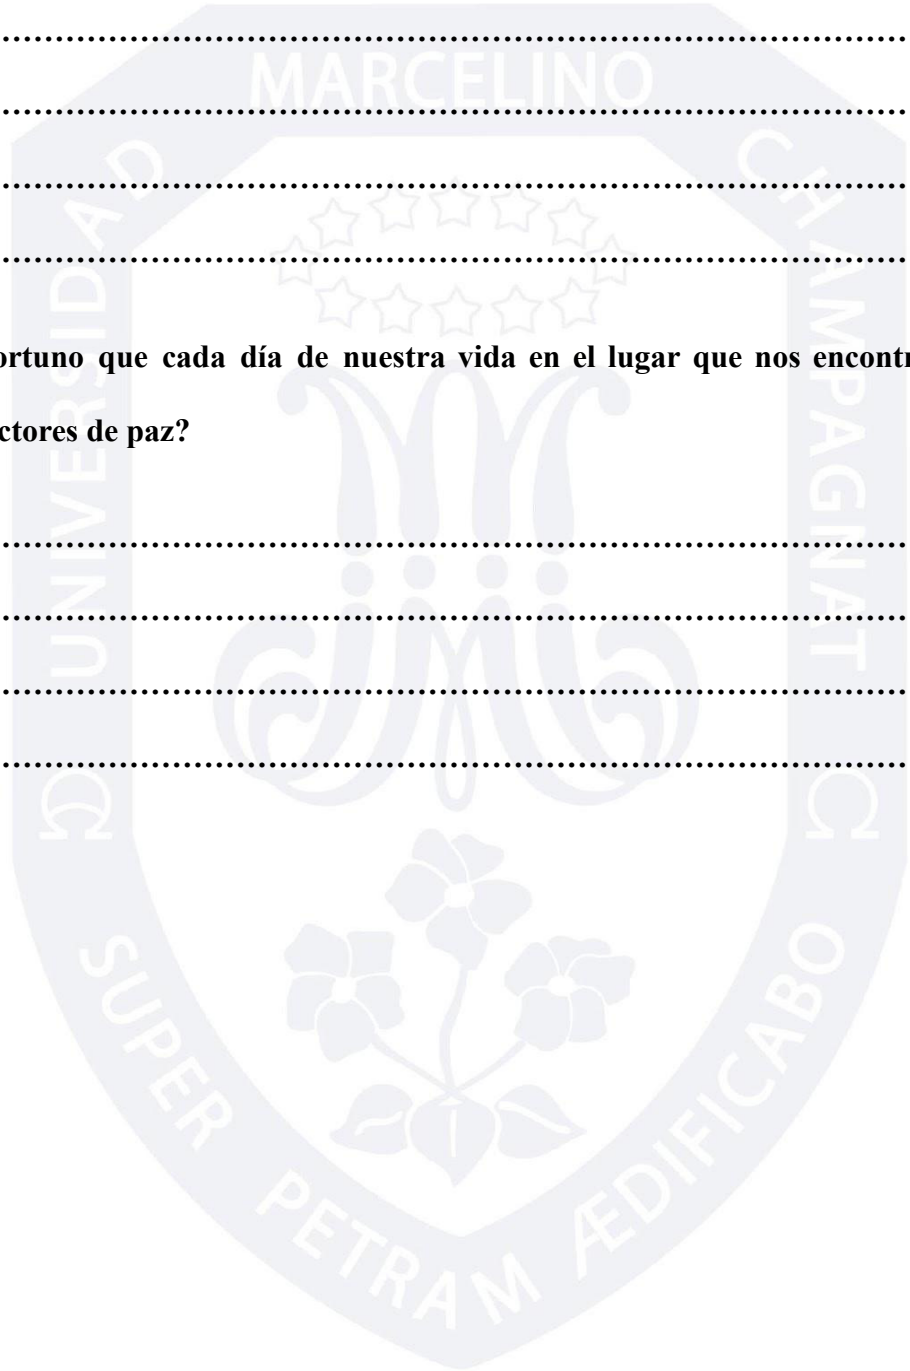 ........................................................................
MARCELINO
........................................................................
........................................................................
........................................................................
ortuno que cada día de nuestra vida en el lugar que nos encontr
ctores de paz?
........................................................................
........................................................................
........................................................................
........................................................................
UNIVERSIDAD
CHAMPAGNAT
SUPER PETRAM ÆDIFICABO